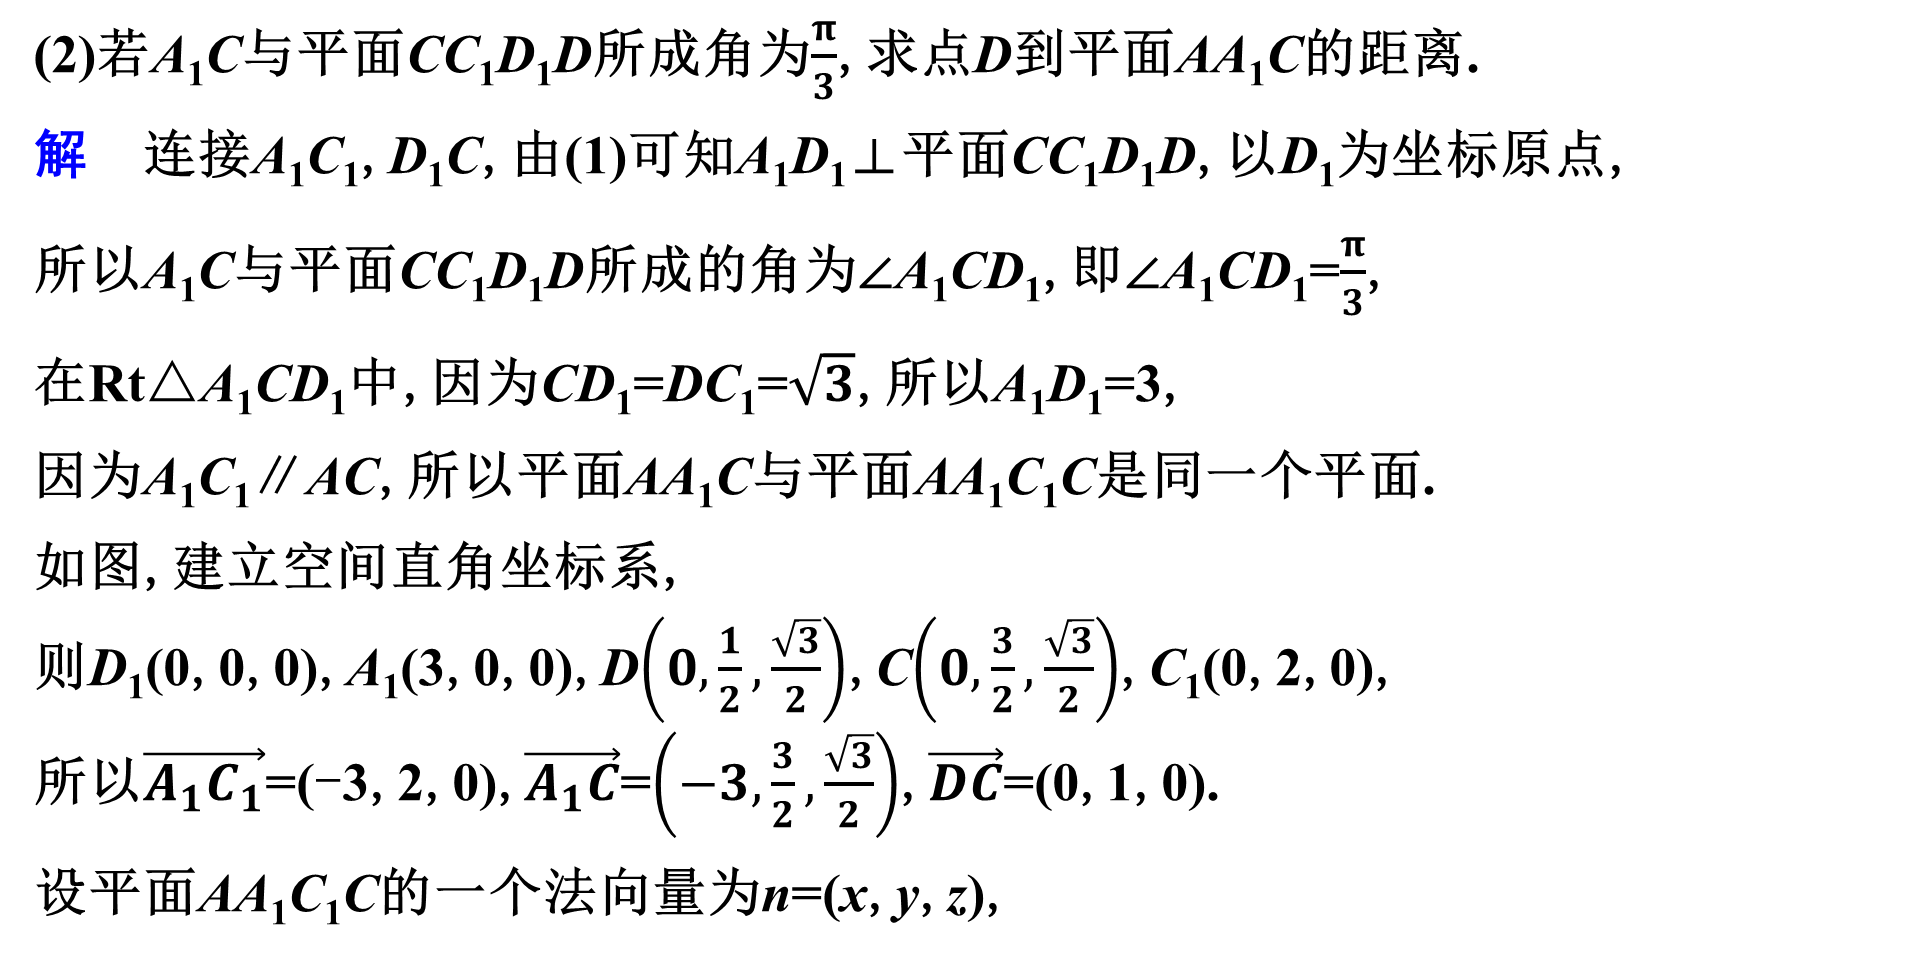 (2)若A₁C与平面CC₁D₁D所成角为π/3, 求点D到平面AA₁C的距离.
解 连接A₁C₁, D₁C, 由(1)可知A₁D₁⊥平面CC₁D₁D, 以D₁为坐标原点,
所以A₁C与平面CC₁D₁D所成的角为∠A₁CD₁, 即∠A₁CD₁=π/3,
在Rt△A₁CD₁中, 因为CD₁=DC₁=√3, 所以A₁D₁=3,
因为A₁C₁∥AC, 所以平面AA₁C与平面AA₁C₁C是同一个平面.
如图, 建立空间直角坐标系,
则D₁(0, 0, 0), A₁(3, 0, 0), D(0, 1/2, √3/2), C(0, 3/2, √3/2), C₁(0, 2, 0),
所以\overrightarrow{A₁C₁}=(−3, 2, 0), \overrightarrow{A₁C}=(−3, 3/2, √3/2), \overrightarrow{DC}=(0, 1, 0).
设平面AA₁C₁C的一个法向量为n=(x, y, z),